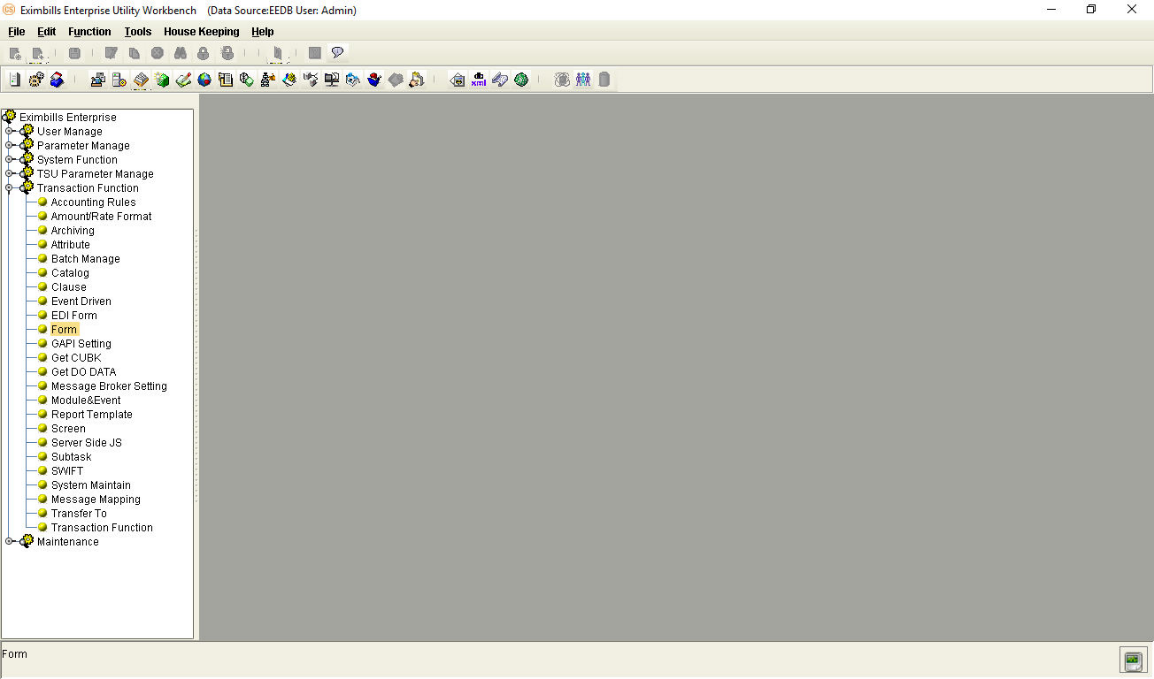 CS Eximbills Enterprise Utility Workbench (Data Source:EEDB User: Admin)
File Edit Function Tools House Keeping Help
xml
Eximbills Enterprise
User Manage
Parameter Manage
System Function
TSU Parameter Manage
Transaction Function
Accounting Rules
Amount/Rate Format
Archiving
Attribute
Batch Manage
Catalog
Clause
Event Driven
EDI Form
Form
GAPI Setting
Get CUBK
Get DO DATA
Message Broker Setting
Module&Event
Report Template
Screen
Server Side JS
Subtask
SWIFT
System Maintain
Message Mapping
Transfer To
Transaction Function
Maintenance
Form